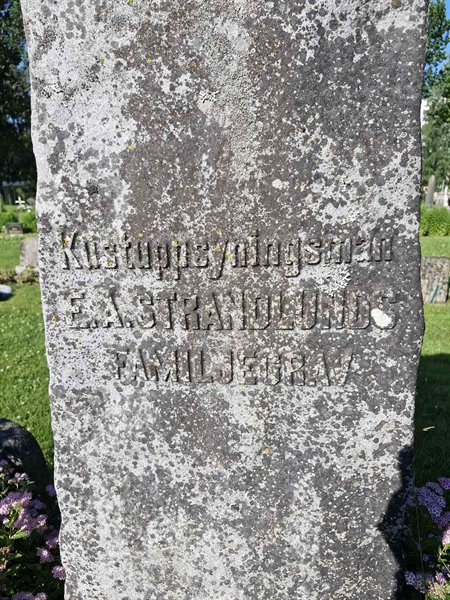 Kustuppsyningsman
E.A. STRANDLUNDS
FAMILJEGRAV